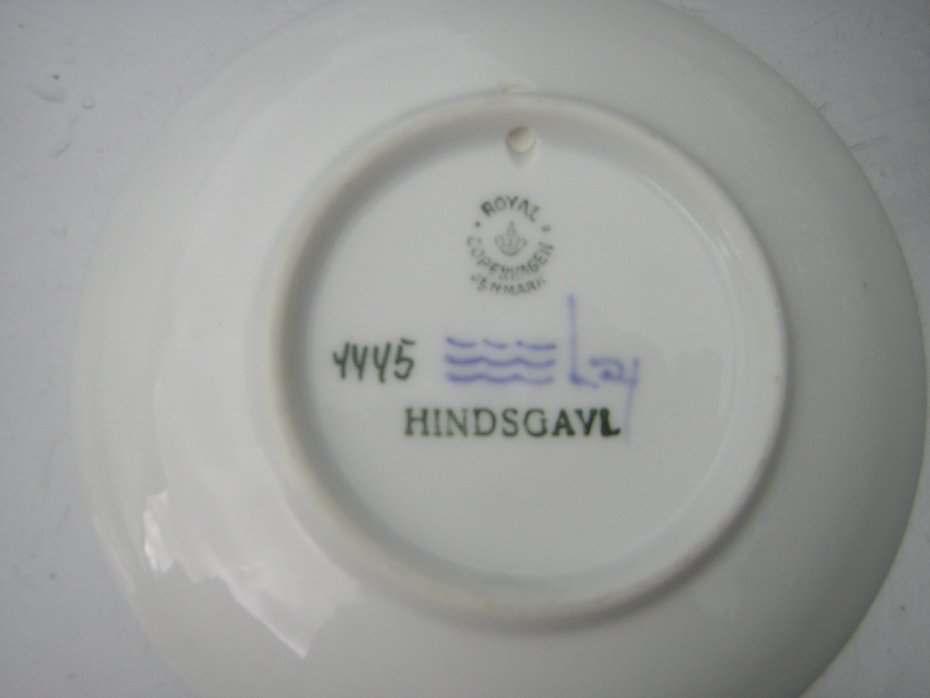 ROYAL
COPENHAGEN
DENMARK
4445
HINDSGAVL